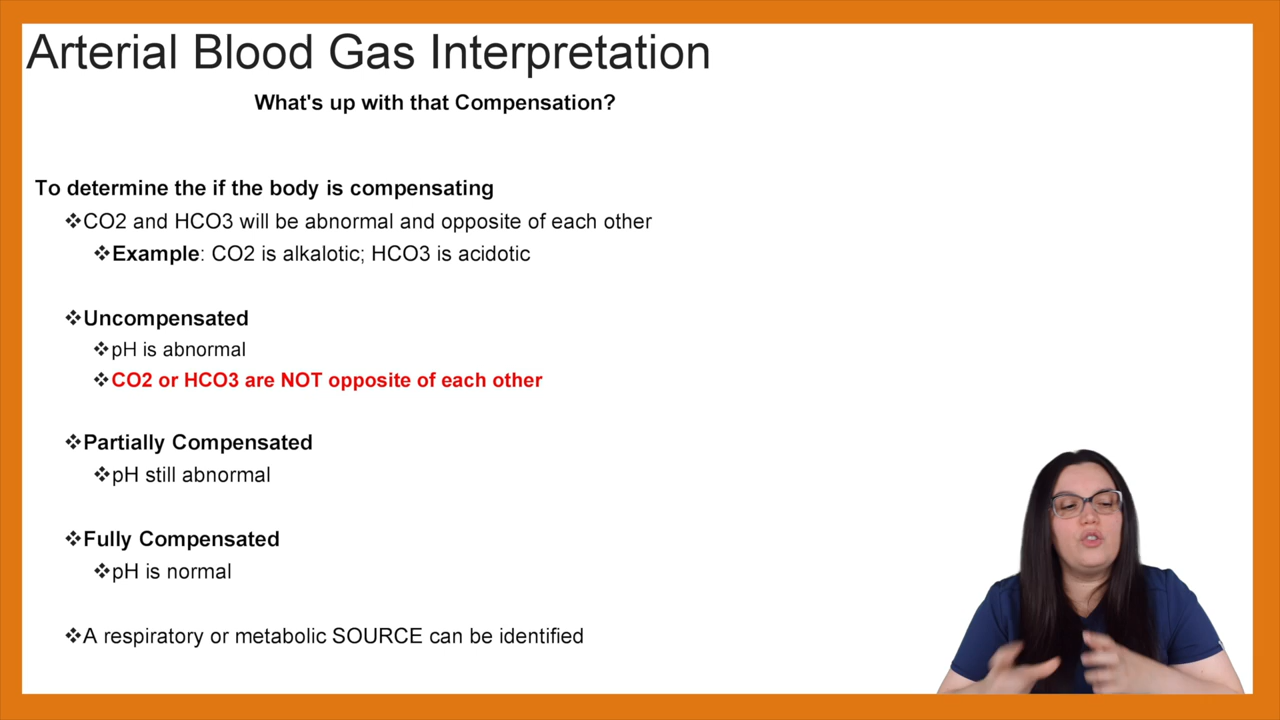 Arterial Blood Gas Interpretation
What's up with that Compensation?
To determine the if the body is compensating
❖CO2 and HCO3 will be abnormal and opposite of each other
❖Example: CO2 is alkalotic; HCO3 is acidotic
❖Uncompensated
❖pH is abnormal
❖CO2 or HCO3 are NOT opposite of each other
❖Partially Compensated
❖pH still abnormal
❖Fully Compensated
❖pH is normal
❖A respiratory or metabolic SOURCE can be identified